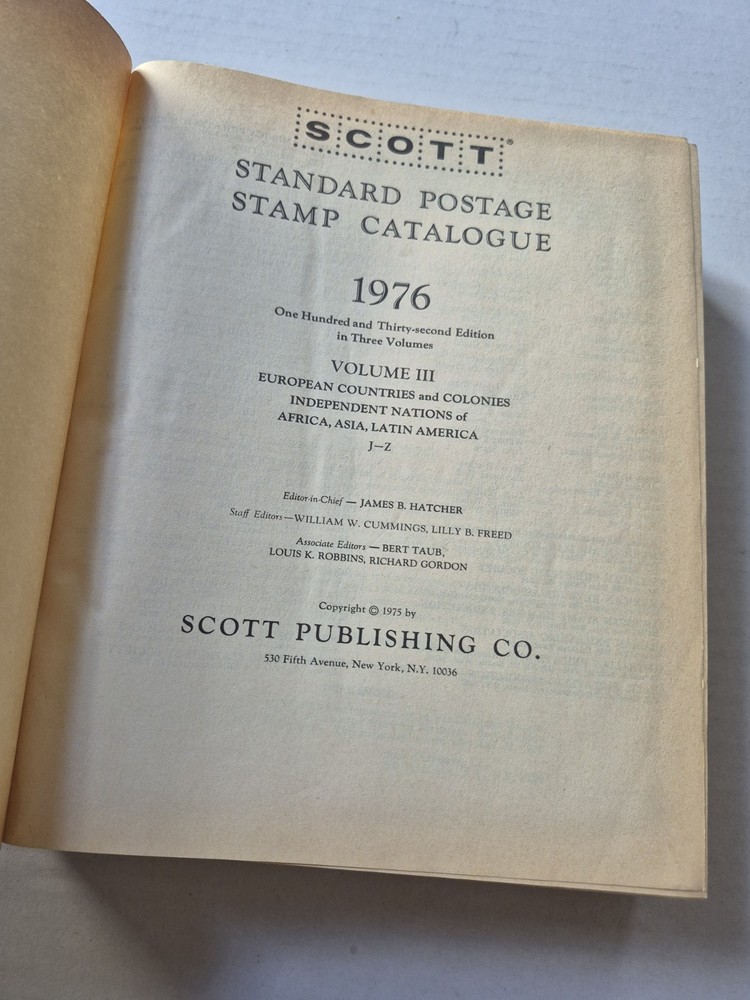 SCOTT®
STANDARD POSTAGE
STAMP CATALOGUE
1976
One Hundred and Thirty-second Edition
in Three Volumes
VOLUME III
EUROPEAN COUNTRIES and COLONIES
INDEPENDENT NATIONS of
AFRICA, ASIA, LATIN AMERICA
J—Z
Editor-in-Chief — JAMES B. HATCHER
Staff Editors—WILLIAM W. CUMMINGS, LILLY B. FREED
Associate Editors — BERT TAUB,
LOUIS K. ROBBINS, RICHARD GORDON
Copyright © 1975 by
SCOTT PUBLISHING CO.
530 Fifth Avenue, New York, N.Y. 10036